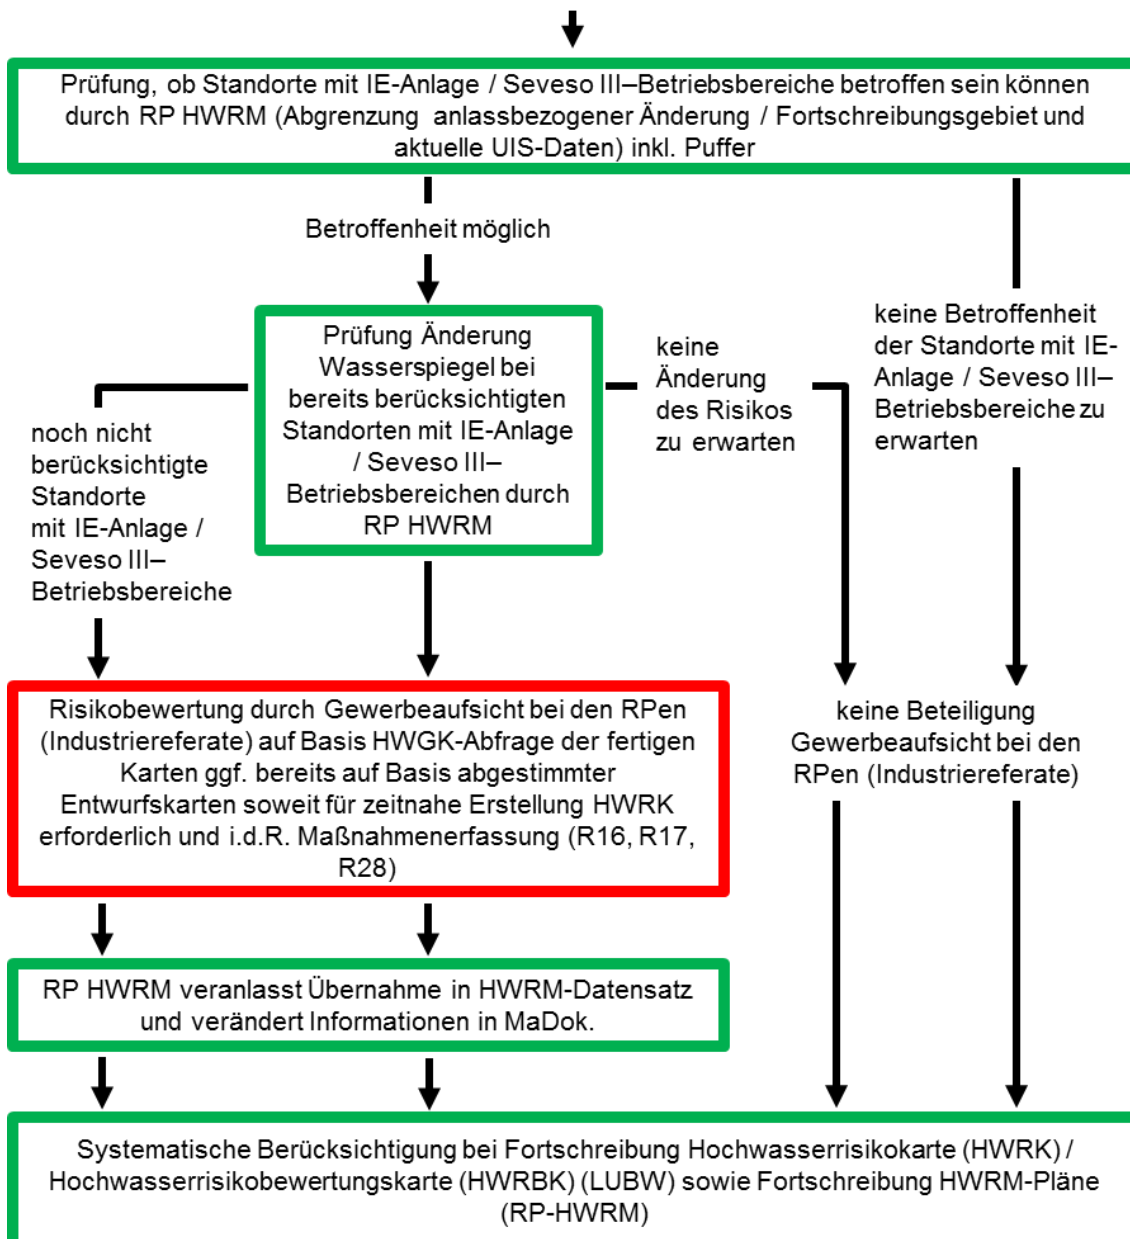 Prüfung, ob Standorte mit IE-Anlage / Seveso III–Betriebsbereiche betroffen sein können
durch RP HWRM (Abgrenzung anlassbezogener Änderung / Fortschreibungsgebiet und
aktuelle UIS-Daten) inkl. Puffer
Betroffenheit möglich
Prüfung Änderung
Wasserspiegel bei
bereits berücksichtigten
Standorten mit IE-Anlage
/ Seveso III–
Betriebsbereichen durch
RP HWRM
keine
Änderung
des Risikos
zu erwarten
keine Betroffenheit
der Standorte mit IE-
Anlage / Seveso III–
Betriebsbereiche zu
erwarten
noch nicht
berücksichtigte
Standorte
mit IE-Anlage /
Seveso III–
Betriebsbereiche
Risikobewertung durch Gewerbeaufsicht bei den RPen
(Industriereferate) auf Basis HWGK-Abfrage der fertigen
Karten ggf. bereits auf Basis abgestimmter
Entwurfskarten soweit für zeitnahe Erstellung HWRK
erforderlich und i.d.R. Maßnahmenerfassung (R16, R17,
R28)
keine Beteiligung
Gewerbeaufsicht bei den
RPen (Industriereferate)
RP HWRM veranlasst Übernahme in HWRM-Datensatz
und verändert Informationen in MaDok.
Systematische Berücksichtigung bei Fortschreibung Hochwasserrisikokarte (HWRK) /
Hochwasserrisikobewertungskarte (HWRBK) (LUBW) sowie Fortschreibung HWRM-Pläne
(RP-HWRM)